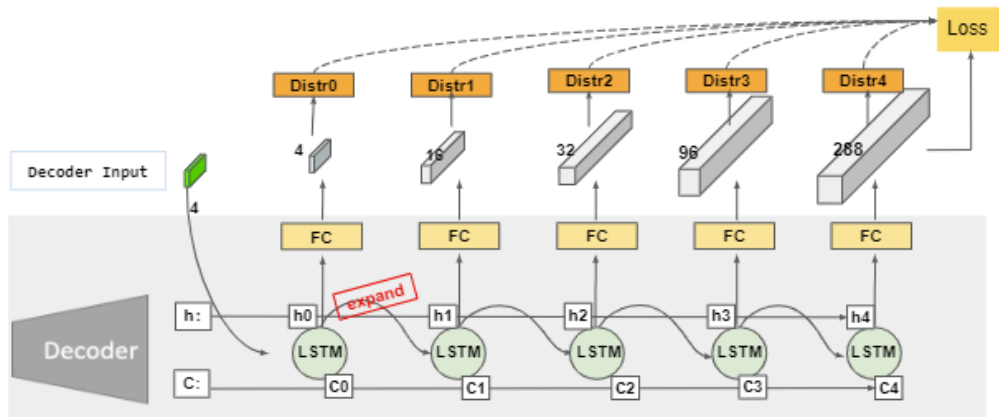 Loss
Distr0
Distr1
Distr2
Distr3
Distr4
4
16
32
96
288
Decoder Input
4
FC
FC
FC
FC
FC
expand
h:
h0
h1
h2
h3
h4
Decoder
LSTM
LSTM
LSTM
LSTM
LSTM
C:
C0
C1
C2
C3
C4